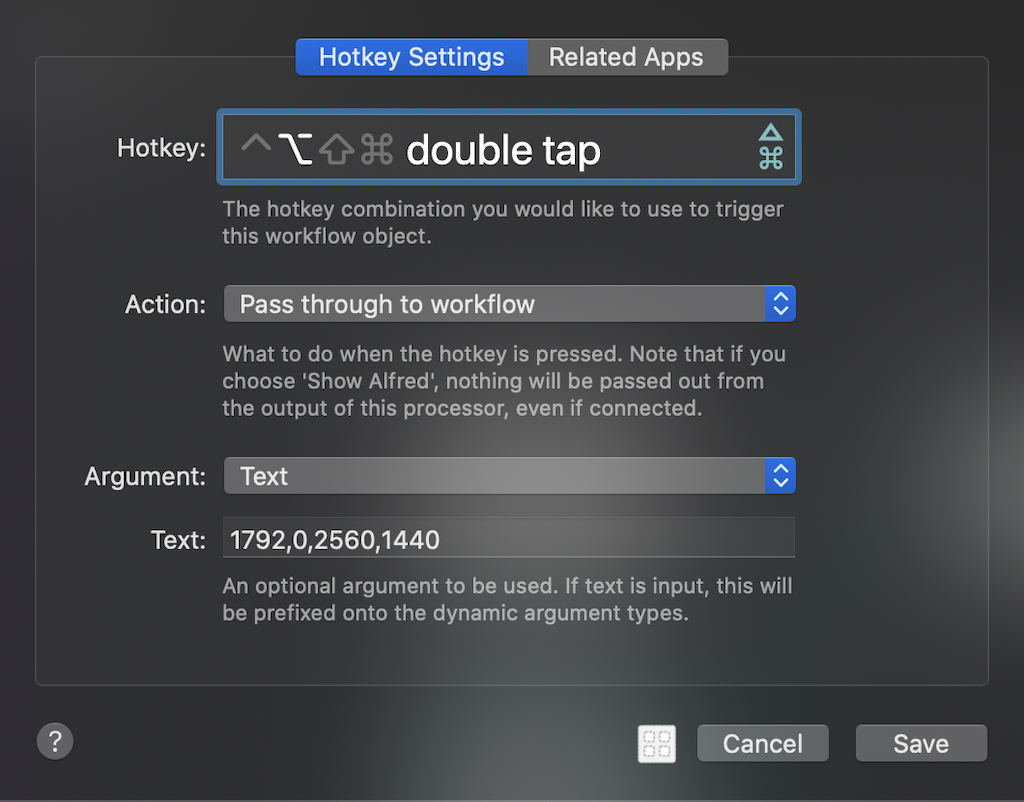 Hotkey Settings Related Apps
Hotkey: ^⌥⇧⌘ double tap
The hotkey combination you would like to use to trigger
this workflow object.
Action: Pass through to workflow
What to do when the hotkey is pressed. Note that if you
choose 'Show Alfred', nothing will be passed out from
the output of this processor, even if connected.
Argument: Text
Text: 1792,0,2560,1440
An optional argument to be used. If text is input, this will
be prefixed onto the dynamic argument types.
? Cancel Save